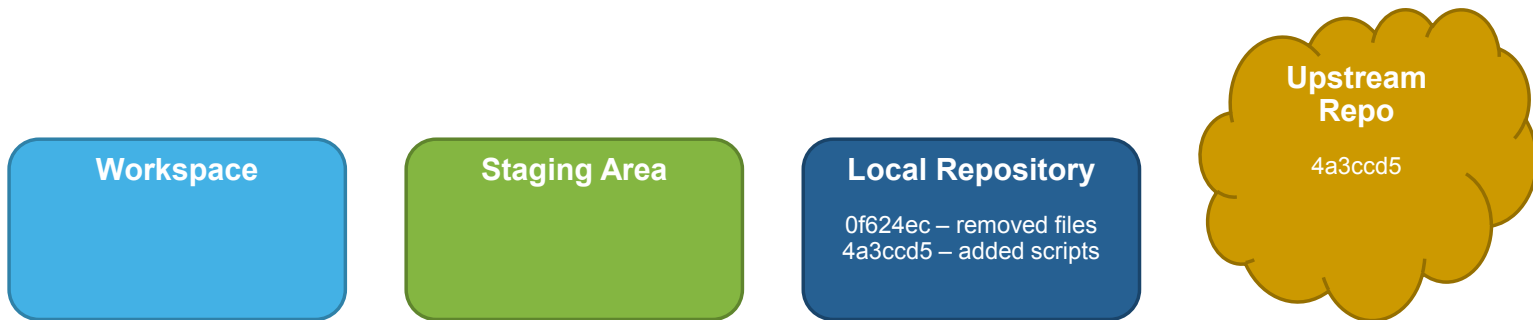 Workspace
Staging Area
Local Repository
0f624ec – removed files
4a3ccd5 – added scripts
Upstream
Repo
4a3ccd5